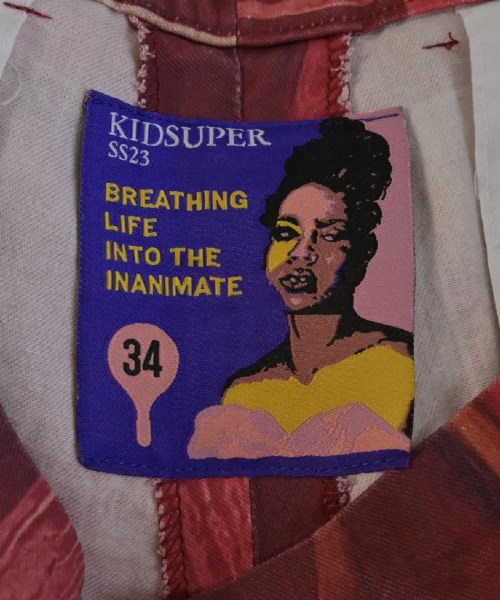 KIDSUPER
SS23
BREATHING
LIFE
INTO THE
INANIMATE
34